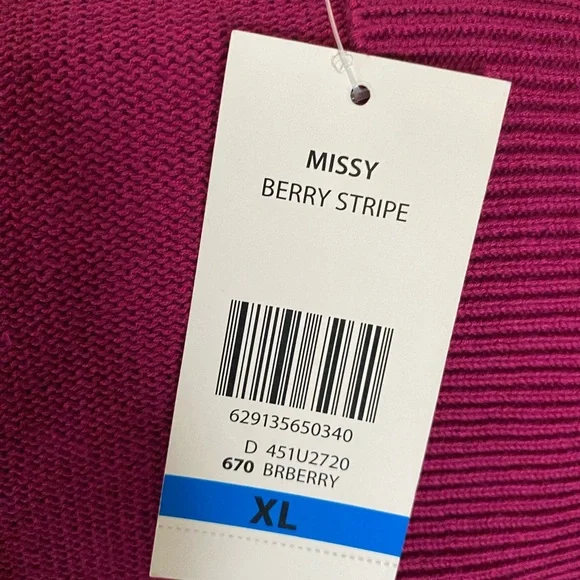 MISSY
BERRY STRIPE
629135650340
D 451U2720
670 BRBERRY
XL